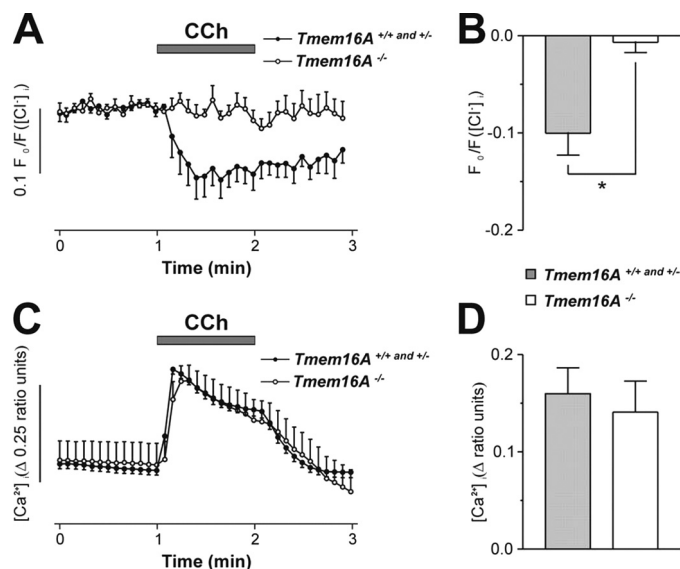 A
CCh
Tmem16A +/+ and +/-
Tmem16A -/-
0.1 F0/F ([Cl-]i)
0 1 2 3
Time (min)
B
0.0
-0.1
-0.2
F0/F ([Cl-]i)
*
Tmem16A +/+ and +/-
Tmem16A -/-
C
CCh
Tmem16A +/+ and +/-
Tmem16A -/-
[Ca2+]i (Δ 0.25 ratio units)
0 1 2 3
Time (min)
D
0.2
0.1
0.0
[Ca2+]i (Δ ratio units)